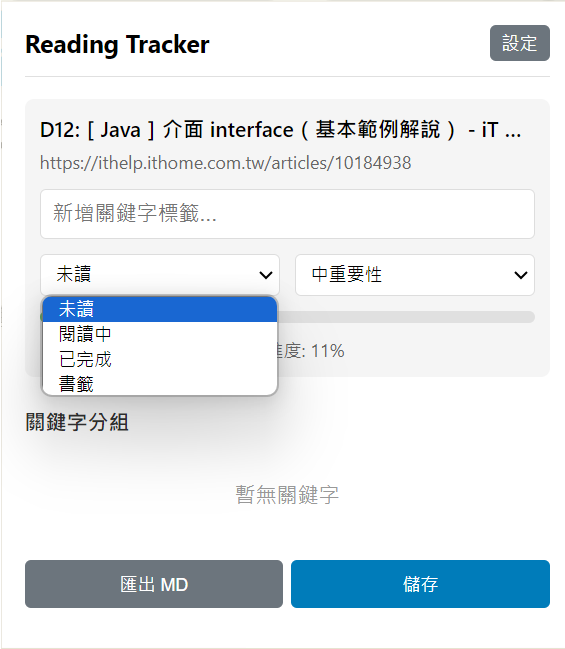 Reading Tracker
設定
D12: [ Java ] 介面 interface ( 基本範例解說 ) - iT ...
https://ithelp.ithome.com.tw/articles/10184938
新增關鍵字標籤...
未讀
中重要性
未讀
閱讀中
已完成
書籤
度: 11%
關鍵字分組
暫無關鍵字
匯出 MD
儲存